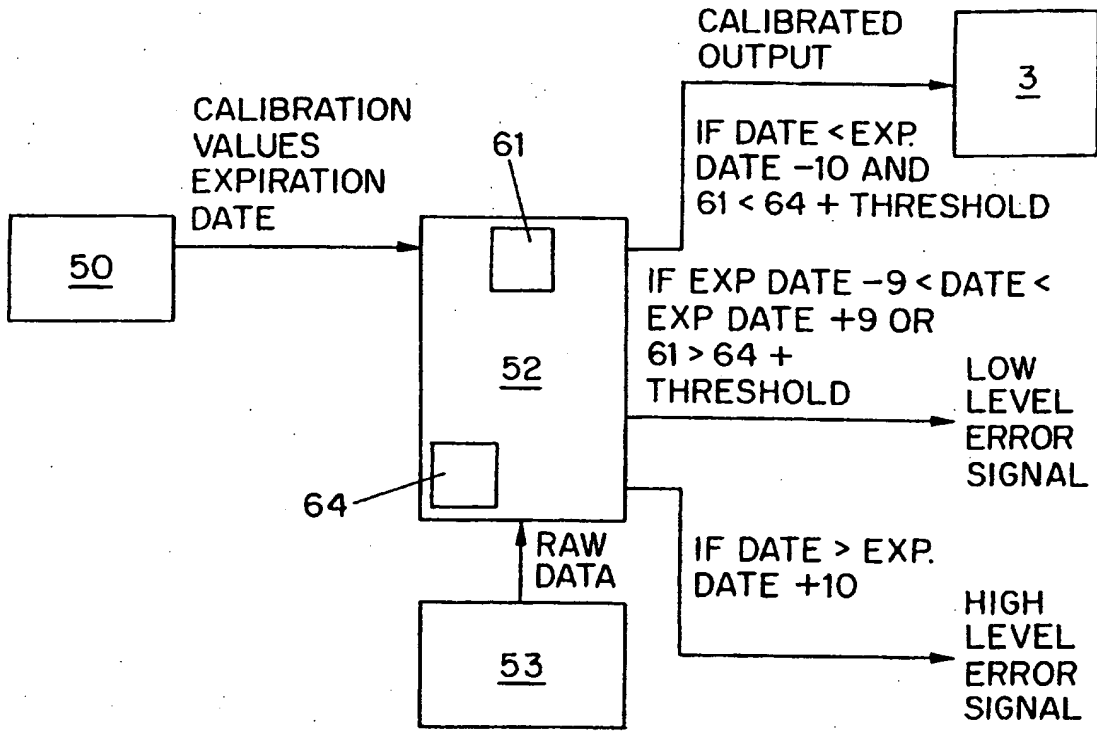 CALIBRATED
OUTPUT
3
CALIBRATION
VALUES
EXPIRATION
DATE
61
IF DATE < EXP.
DATE -10 AND
61 < 64 + THRESHOLD
50
IF EXP DATE -9 < DATE <
EXP DATE +9 OR
61 > 64 +
THRESHOLD
52
LOW
LEVEL
ERROR
SIGNAL
64
RAW
DATA
IF DATE > EXP.
DATE +10
53
HIGH
LEVEL
ERROR
SIGNAL